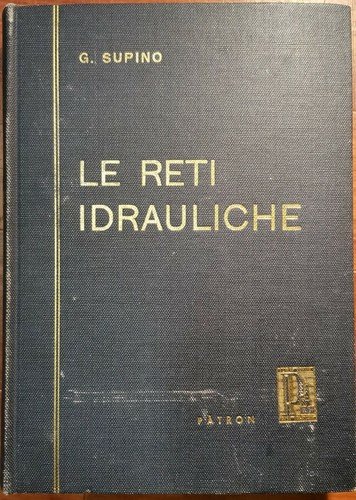 G. SUPINO
LE RETI
IDRAULICHE
PÀTRON